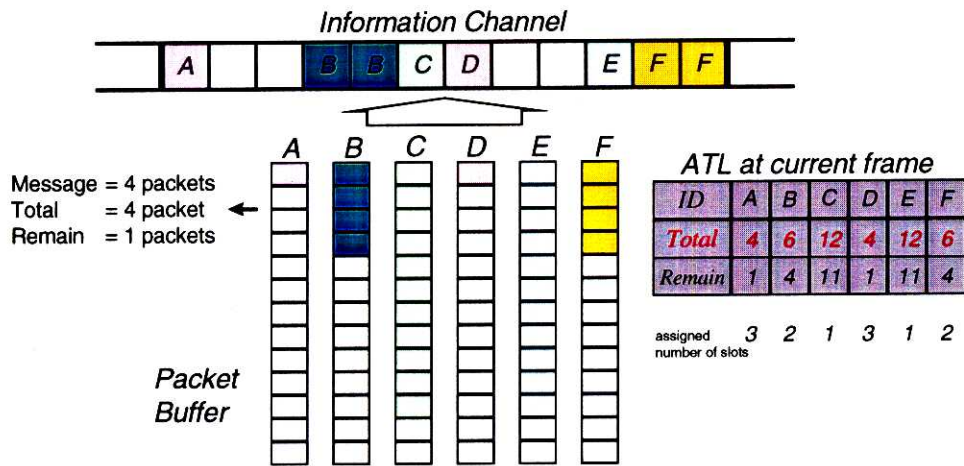 Information Channel
A B B C D E F F
A B C D E F
Message = 4 packets
Total = 4 packet
Remain = 1 packets
Packet
Buffer
ATL at current frame
ID A B C D E F
Total 4 6 12 4 12 6
Remain 1 4 11 1 11 4
assigned
number of slots
3 2 1 3 1 2